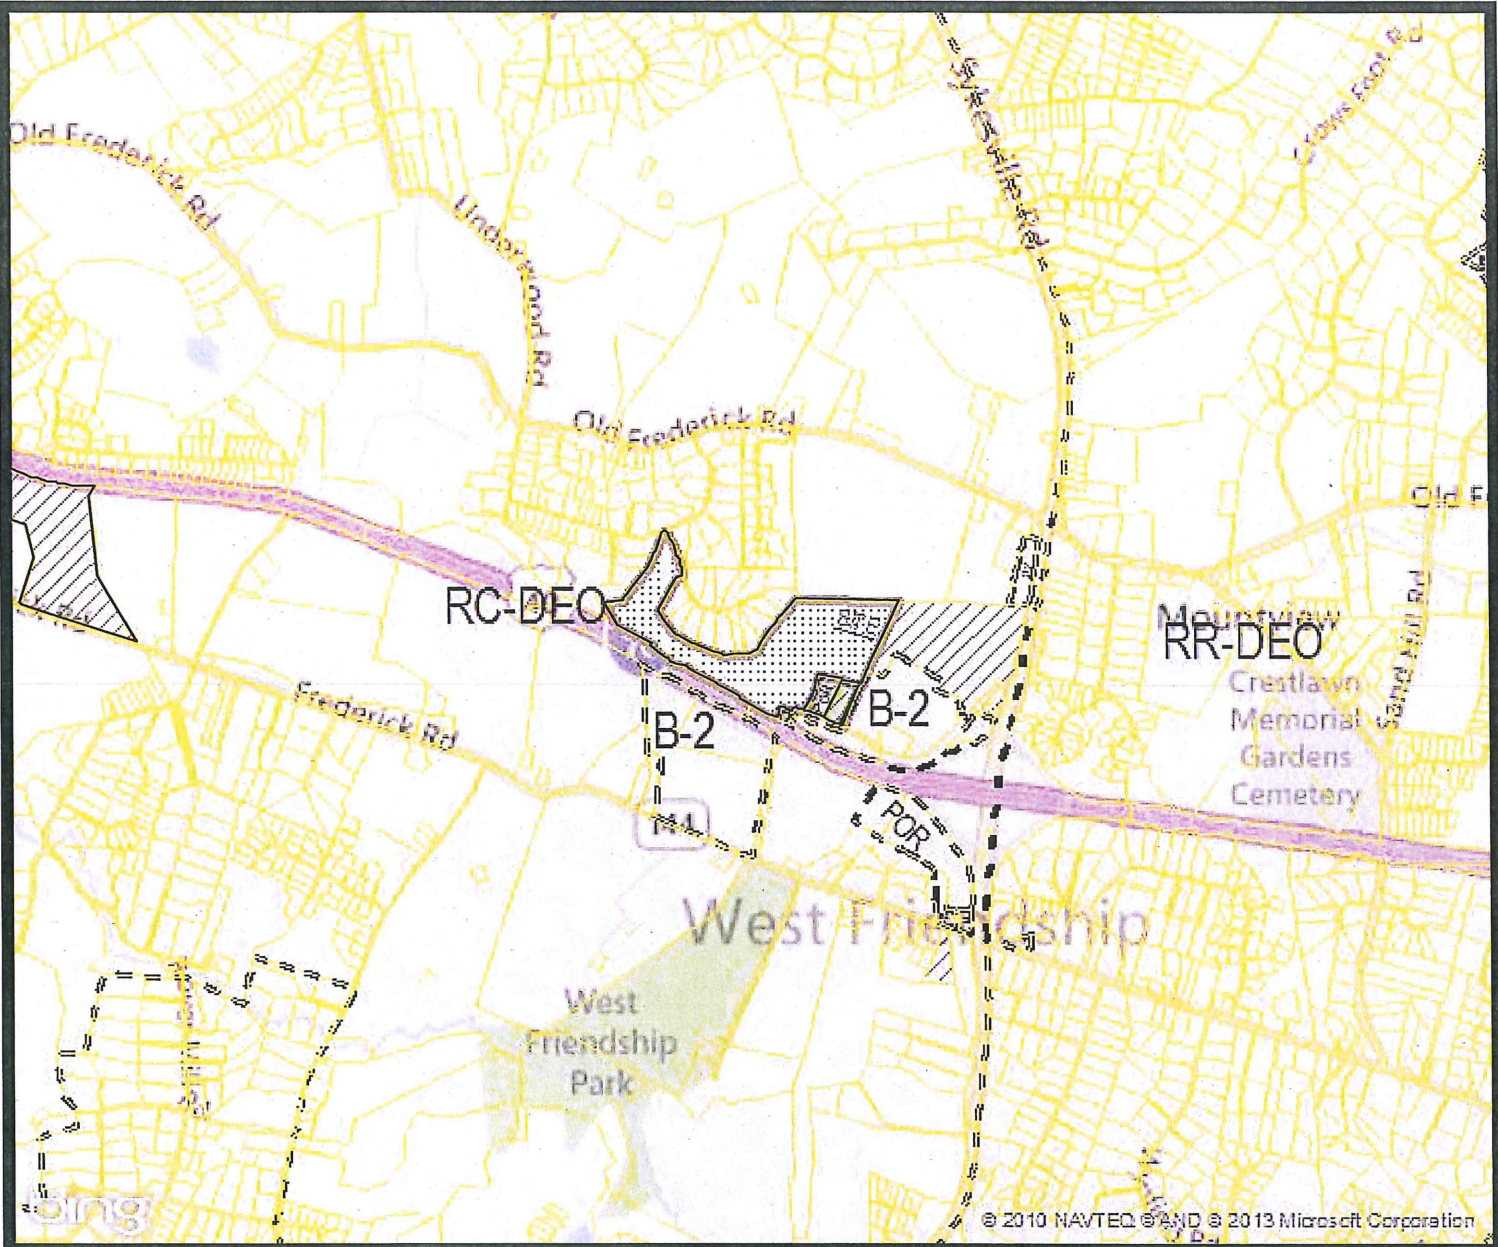 Sykesville Rd
Old Frederick Rd
Underwood Rd
Old Frederick Rd
RC-DEO
Mountview
RR-DEO
Crestlawn
Memorial
Gardens
Cemetery
Sand Hill Rd
Frederick Rd
B-2
B-2
144
POR
West Friendship
West
Friendship
Park
bing
© 2010 NAVTEQ © AND © 2013 Microsoft Corporation